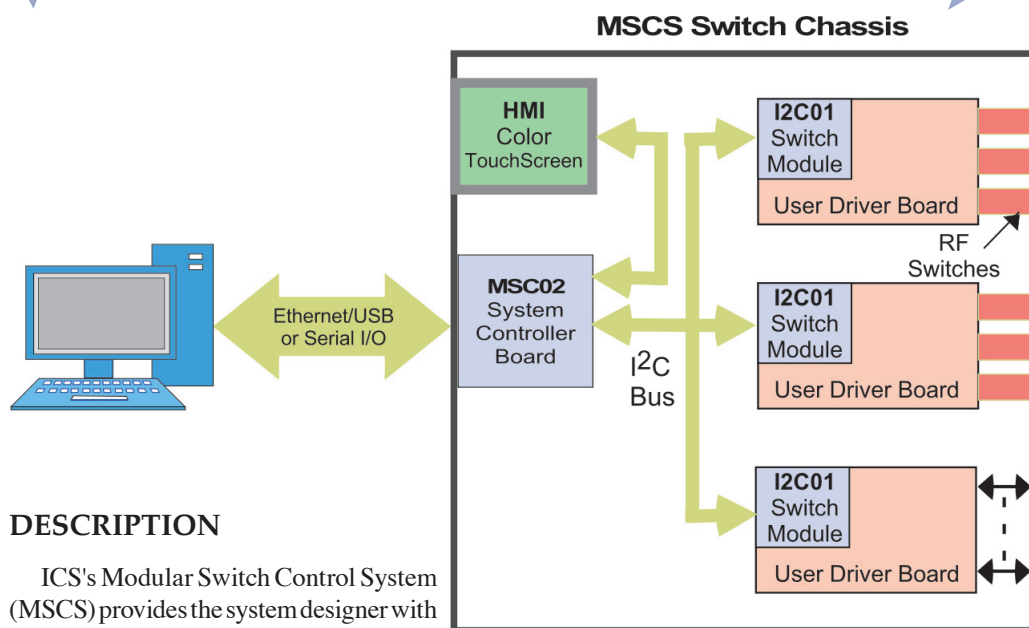 MSCS Switch Chassis
HMI
Color
TouchScreen
I2C01
Switch
Module
User Driver Board
RF
Switches
Ethernet/USB
or Serial I/O
MSC02
System
Controller
Board
I2C
Bus
I2C01
Switch
Module
User Driver Board
I2C01
Switch
Module
User Driver Board
DESCRIPTION
ICS's Modular Switch Control System
(MSCS) provides the system designer with